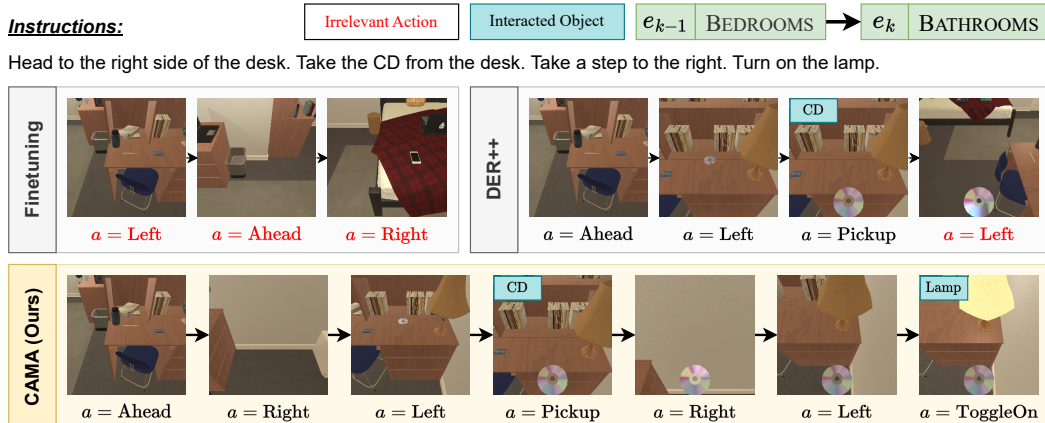 Instructions:
Irrelevant Action
Interacted Object
e_{k-1} BEDROOMS
e_k BATHROOMS
Head to the right side of the desk. Take the CD from the desk. Take a step to the right. Turn on the lamp.
Finetuning
a = Left
a = Ahead
a = Right
DER++
CD
a = Ahead
a = Left
a = Pickup
a = Left
CAMA (Ours)
CD
Lamp
a = Ahead
a = Right
a = Left
a = Pickup
a = Right
a = Left
a = ToggleOn